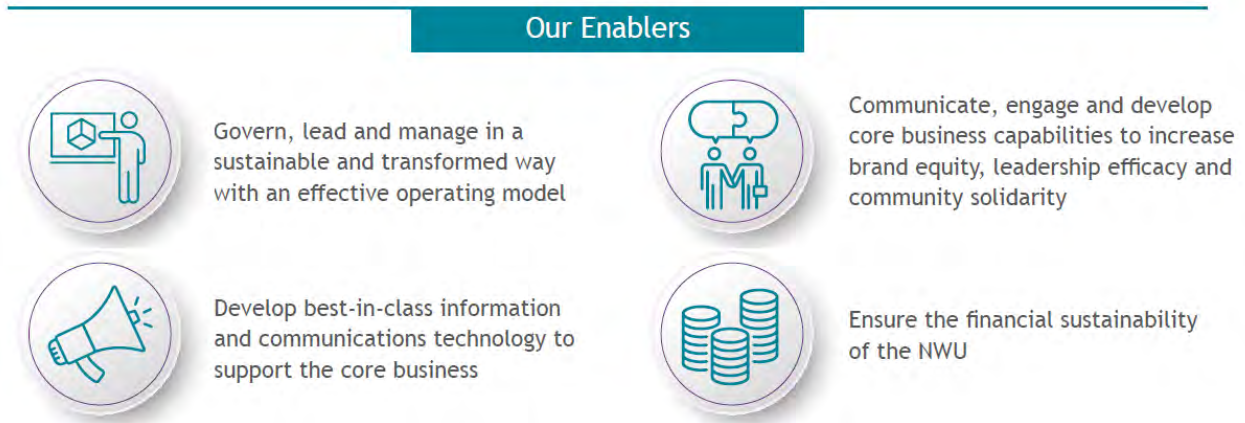 Our Enablers
Govern, lead and manage in a
sustainable and transformed way
with an effective operating model
Communicate, engage and develop
core business capabilities to increase
brand equity, leadership efficacy and
community solidarity
Develop best-in-class information
and communications technology to
support the core business
Ensure the financial sustainability
of the NWU